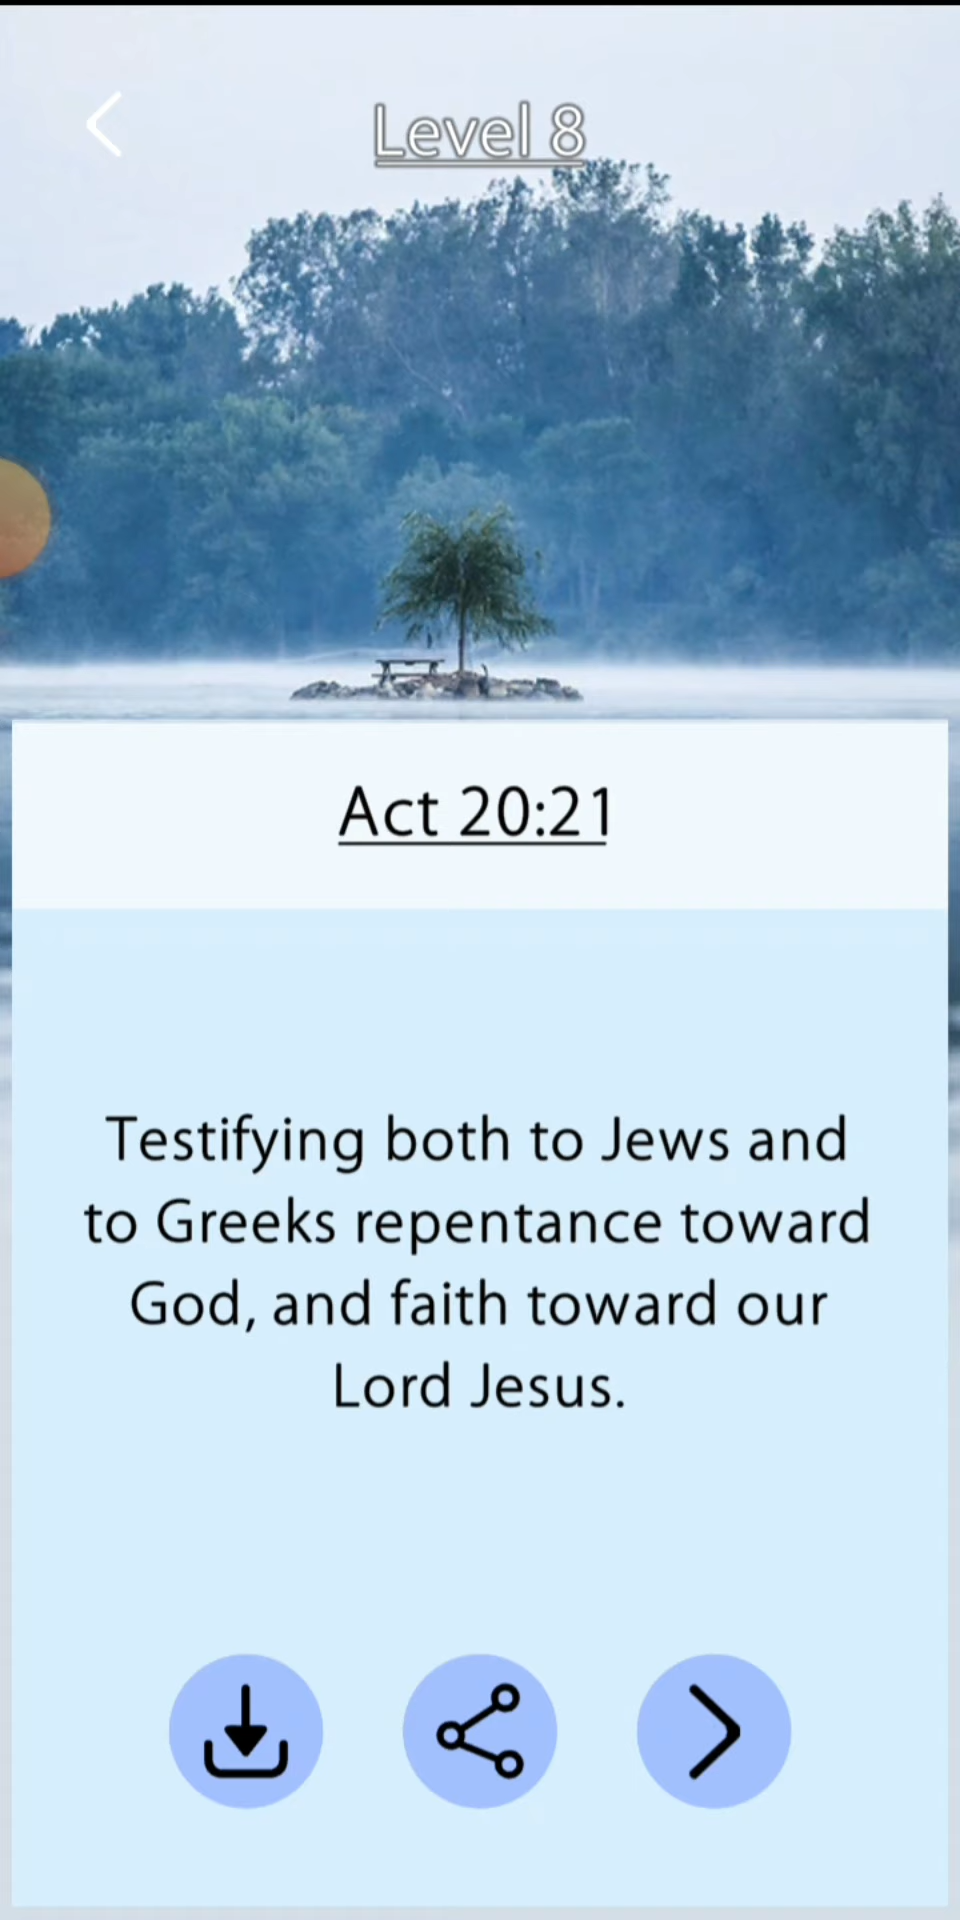 Level 8
Act 20:21
Testifying both to Jews and
to Greeks repentance toward
God, and faith toward our
Lord Jesus.